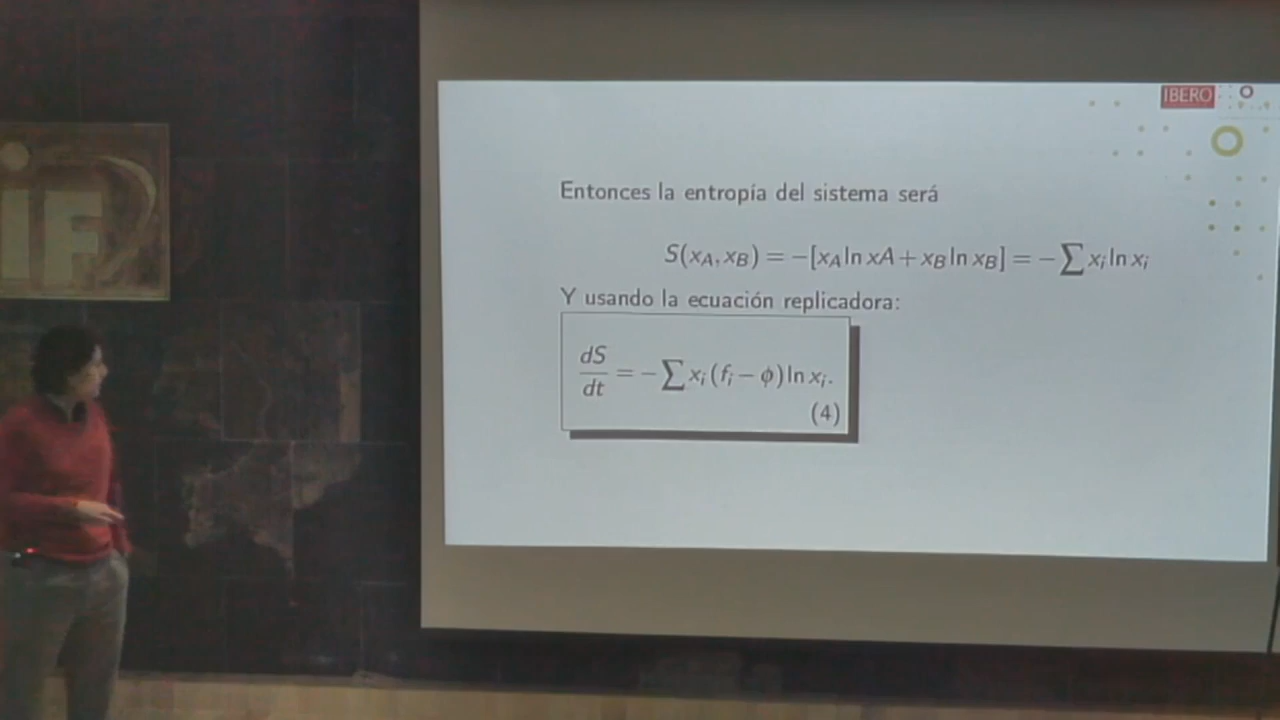 iF
IBERO
Entonces la entropía del sistema será
S(x_A, x_B) = −[x_A ln xA + x_B ln x_B] = −∑ x_i ln x_i
Y usando la ecuación replicadora:
dS/dt = −∑ x_i (f_i − ϕ) ln x_i.
(4)